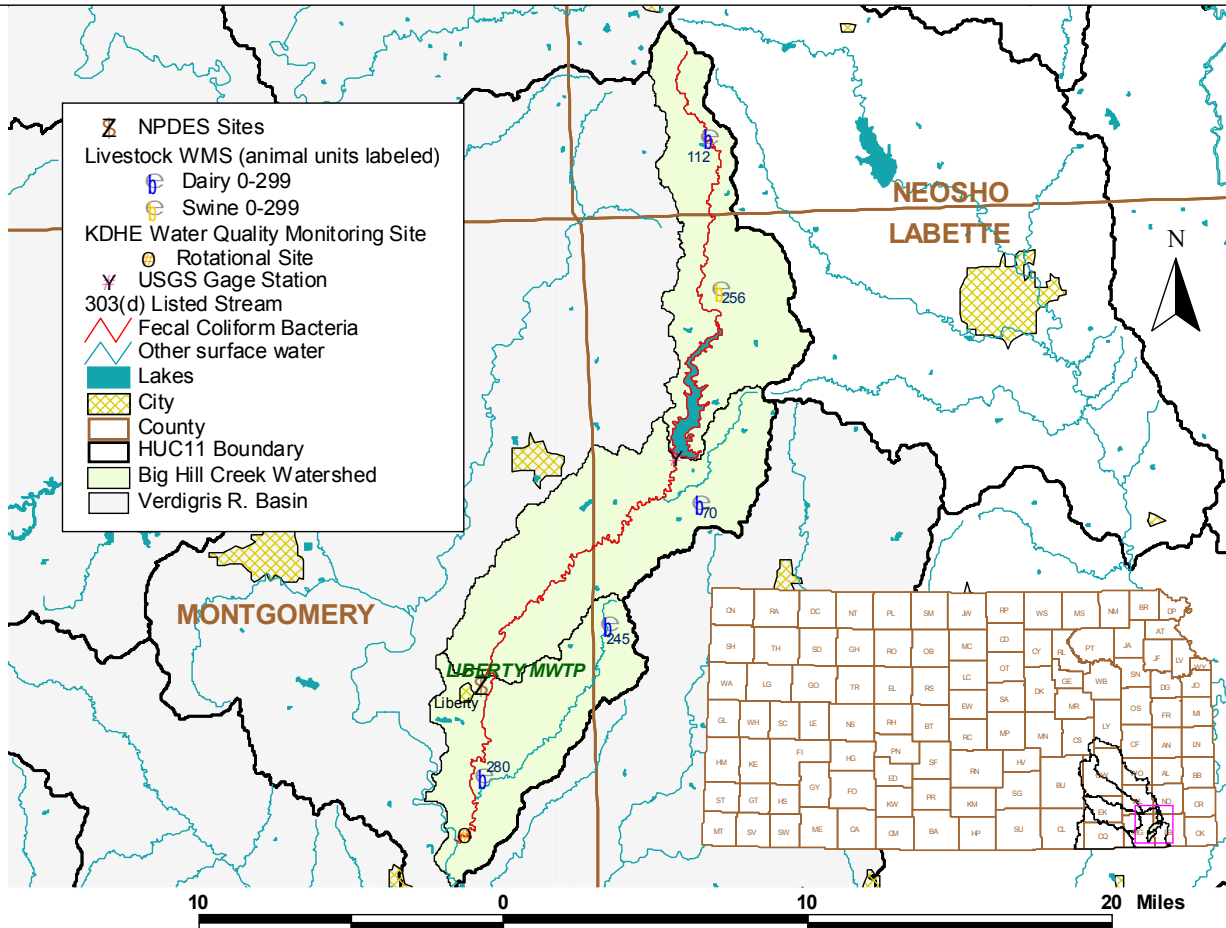 NPDES Sites
Livestock WMS (animal units labeled)
Dairy 0-299
Swine 0-299
KDHE Water Quality Monitoring Site
Rotational Site
USGS Gage Station
303(d) Listed Stream
Fecal Coliform Bacteria
Other surface water
Lakes
City
County
HUC11 Boundary
Big Hill Creek Watershed
Verdigris R. Basin
112
NEOSHO
LABETTE
N
256
70
MONTGOMERY
245
LIBERTY MWTP
Liberty
280
CN RA DC NT PL SM JW RP WS MS NM BR DP
SH TH SD GH RO OB MC CD CY RL PT JA AT
OT JF LV WY
WA LG GO TR EL RS LC DK GE WB SN DG JO
EW SA MR OS FR MI
GL WH SC LE NS RH BT RC MP MN CS LY CF AN LN
HM KE FI HG PN SF RN HV BU WO AL BB
ED
ST GT HS GY FO KW PR KM SG EK NO CR
MT SV SW ME CA CM BA HP SU CL CQ MG CK
10 0 10 20 Miles